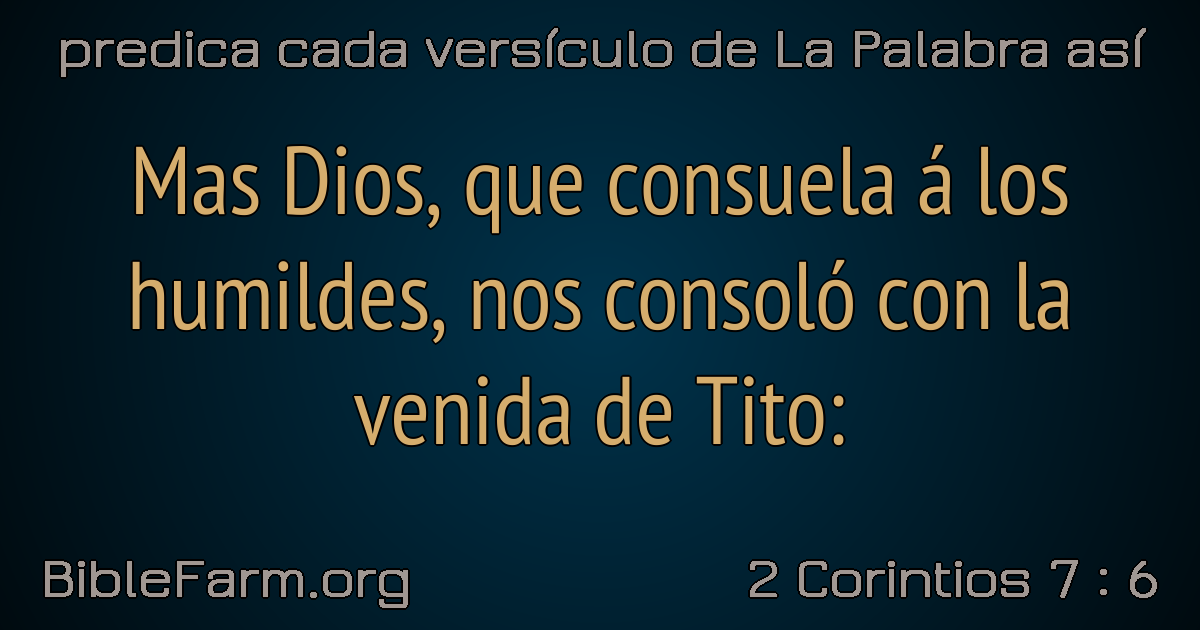 predica cada versículo de La Palabra así
Mas Dios, que consuela á los
humildes, nos consoló con la
venida de Tito:
BibleFarm.org
2 Corintios 7 : 6